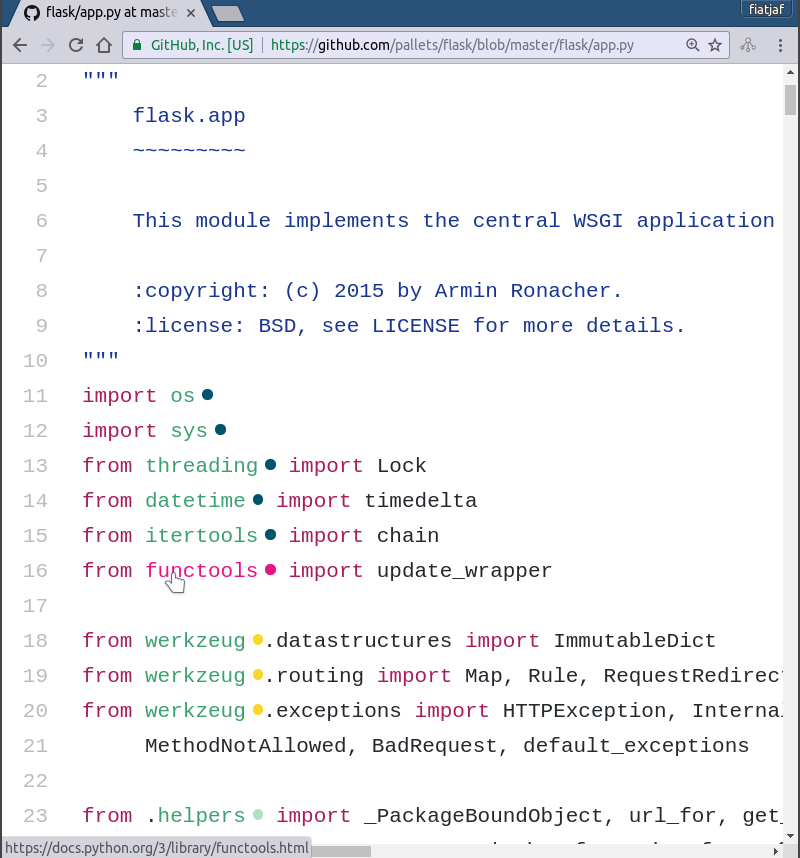 flask/app.py at maste
fiatjaf
GitHub, Inc. [US] https://github.com/pallets/flask/blob/master/flask/app.py
2 """
3 flask.app
4 ~~~~~~~~~
5
6 This module implements the central WSGI application
7
8 :copyright: (c) 2015 by Armin Ronacher.
9 :license: BSD, see LICENSE for more details.
10 """
11 import os
12 import sys
13 from threading import Lock
14 from datetime import timedelta
15 from itertools import chain
16 from functools import update_wrapper
17
18 from werkzeug .datastructures import ImmutableDict
19 from werkzeug .routing import Map, Rule, RequestRedirect
20 from werkzeug .exceptions import HTTPException, Interna
21 MethodNotAllowed, BadRequest, default_exceptions
22
23 from .helpers import _PackageBoundObject, url_for, get_
https://docs.python.org/3/library/functools.html